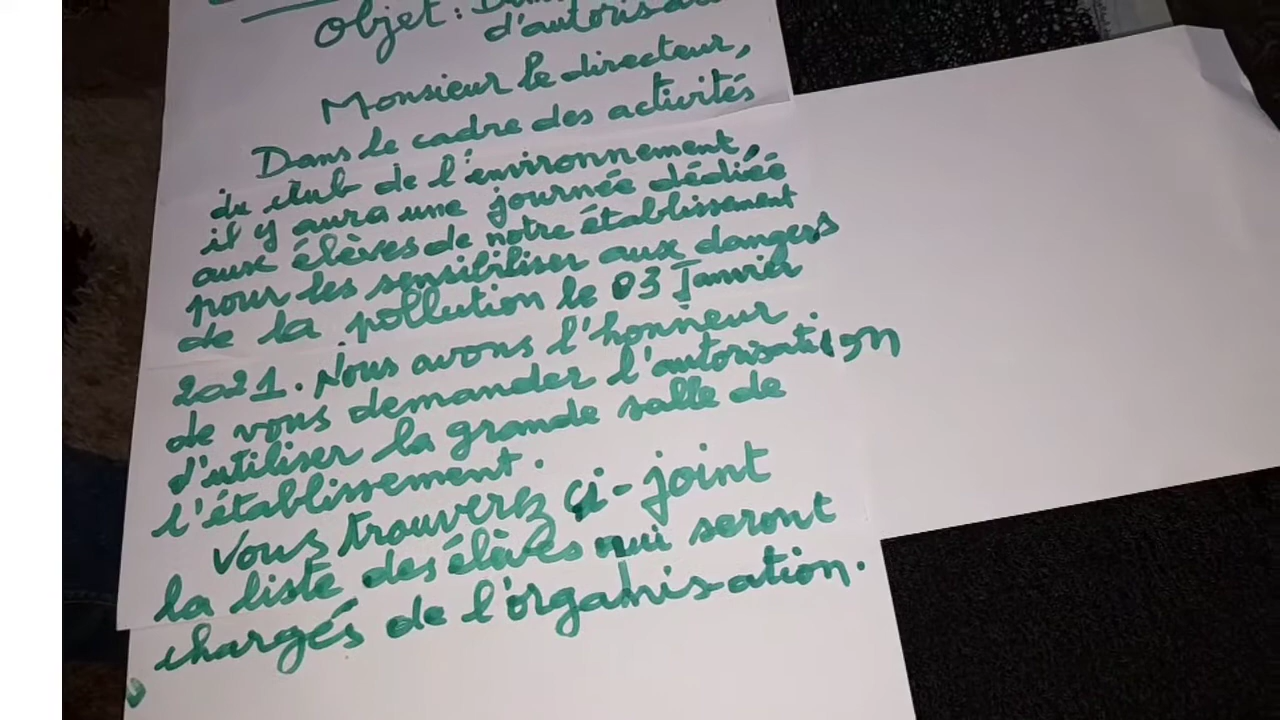 Objet :
d'autorisa
Monsieur le directeur,
Dans le cadre des activités
du club de l'environnement,
il y aura une journée dédiée
aux élèves de notre établissement
pour les sensibiliser aux dangers
de la pollution le 03 Janvier
2021. Nous avons l'honneur
de vous demander l'autorisation
d'utiliser la grande salle de
l'établissement.
Vous trouverez ci-joint
la liste des élèves qui seront
chargés de l'organisation.